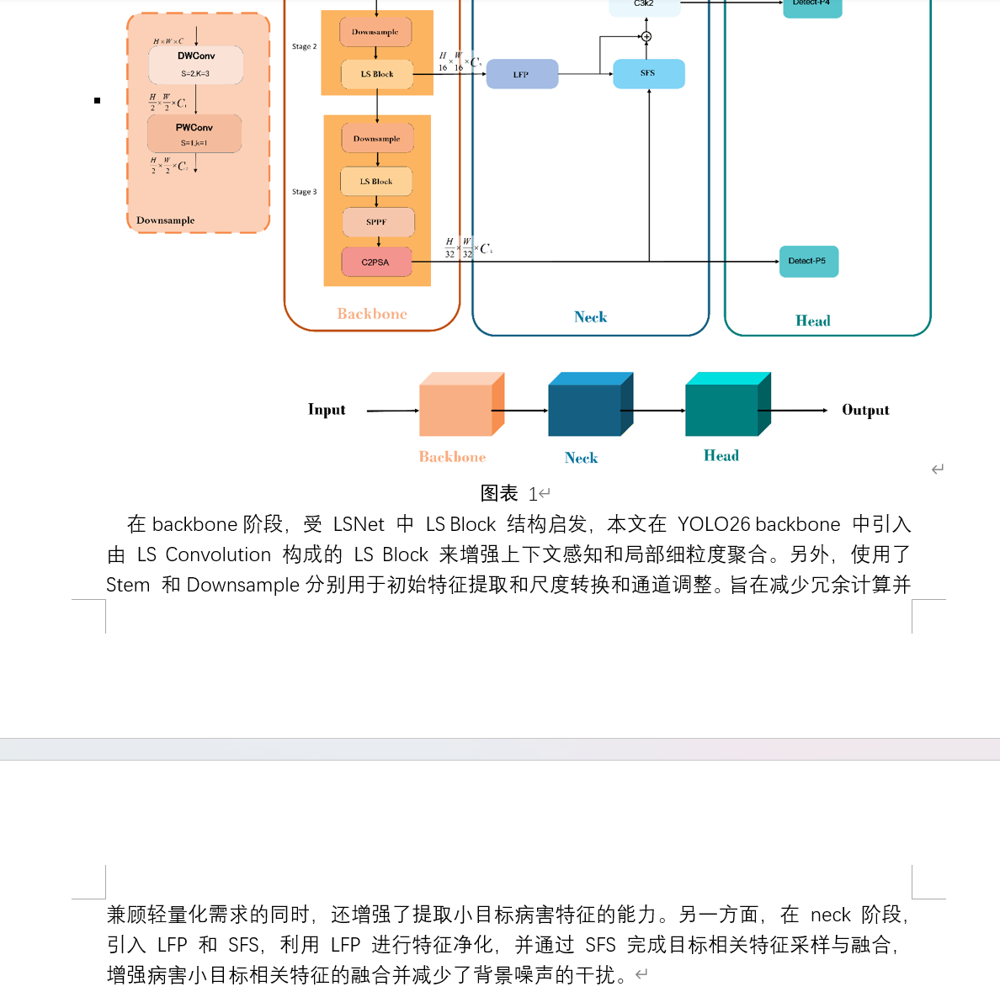 C3k2
Detect-P4
Downsample
Stage 2
LS Block
H/16 × W/16 × C
LFP
SFS
H×W×C
DWConv
S=2,K=3
H/2 × W/2 × C₁
PWConv
S=1,k=1
H/2 × W/2 × C
Downsample
Downsample
LS Block
Stage 3
SPPF
C2PSA
H/32 × W/32 × C
Detect-P5
Backbone
Neck
Head
Input
Output
Backbone
Neck
Head
图表 1
在 backbone 阶段，受 LSNet 中 LS Block 结构启发，本文在 YOLO26 backbone 中引入
由 LS Convolution 构成的 LS Block 来增强上下文感知和局部细粒度聚合。另外，使用了
Stem 和 Downsample 分别用于初始特征提取和尺度转换和通道调整。旨在减少冗余计算并
兼顾轻量化需求的同时，还增强了提取小目标病害特征的能力。另一方面，在 neck 阶段，
引入 LFP 和 SFS，利用 LFP 进行特征净化，并通过 SFS 完成目标相关特征采样与融合，
增强病害小目标相关特征的融合并减少了背景噪声的干扰。